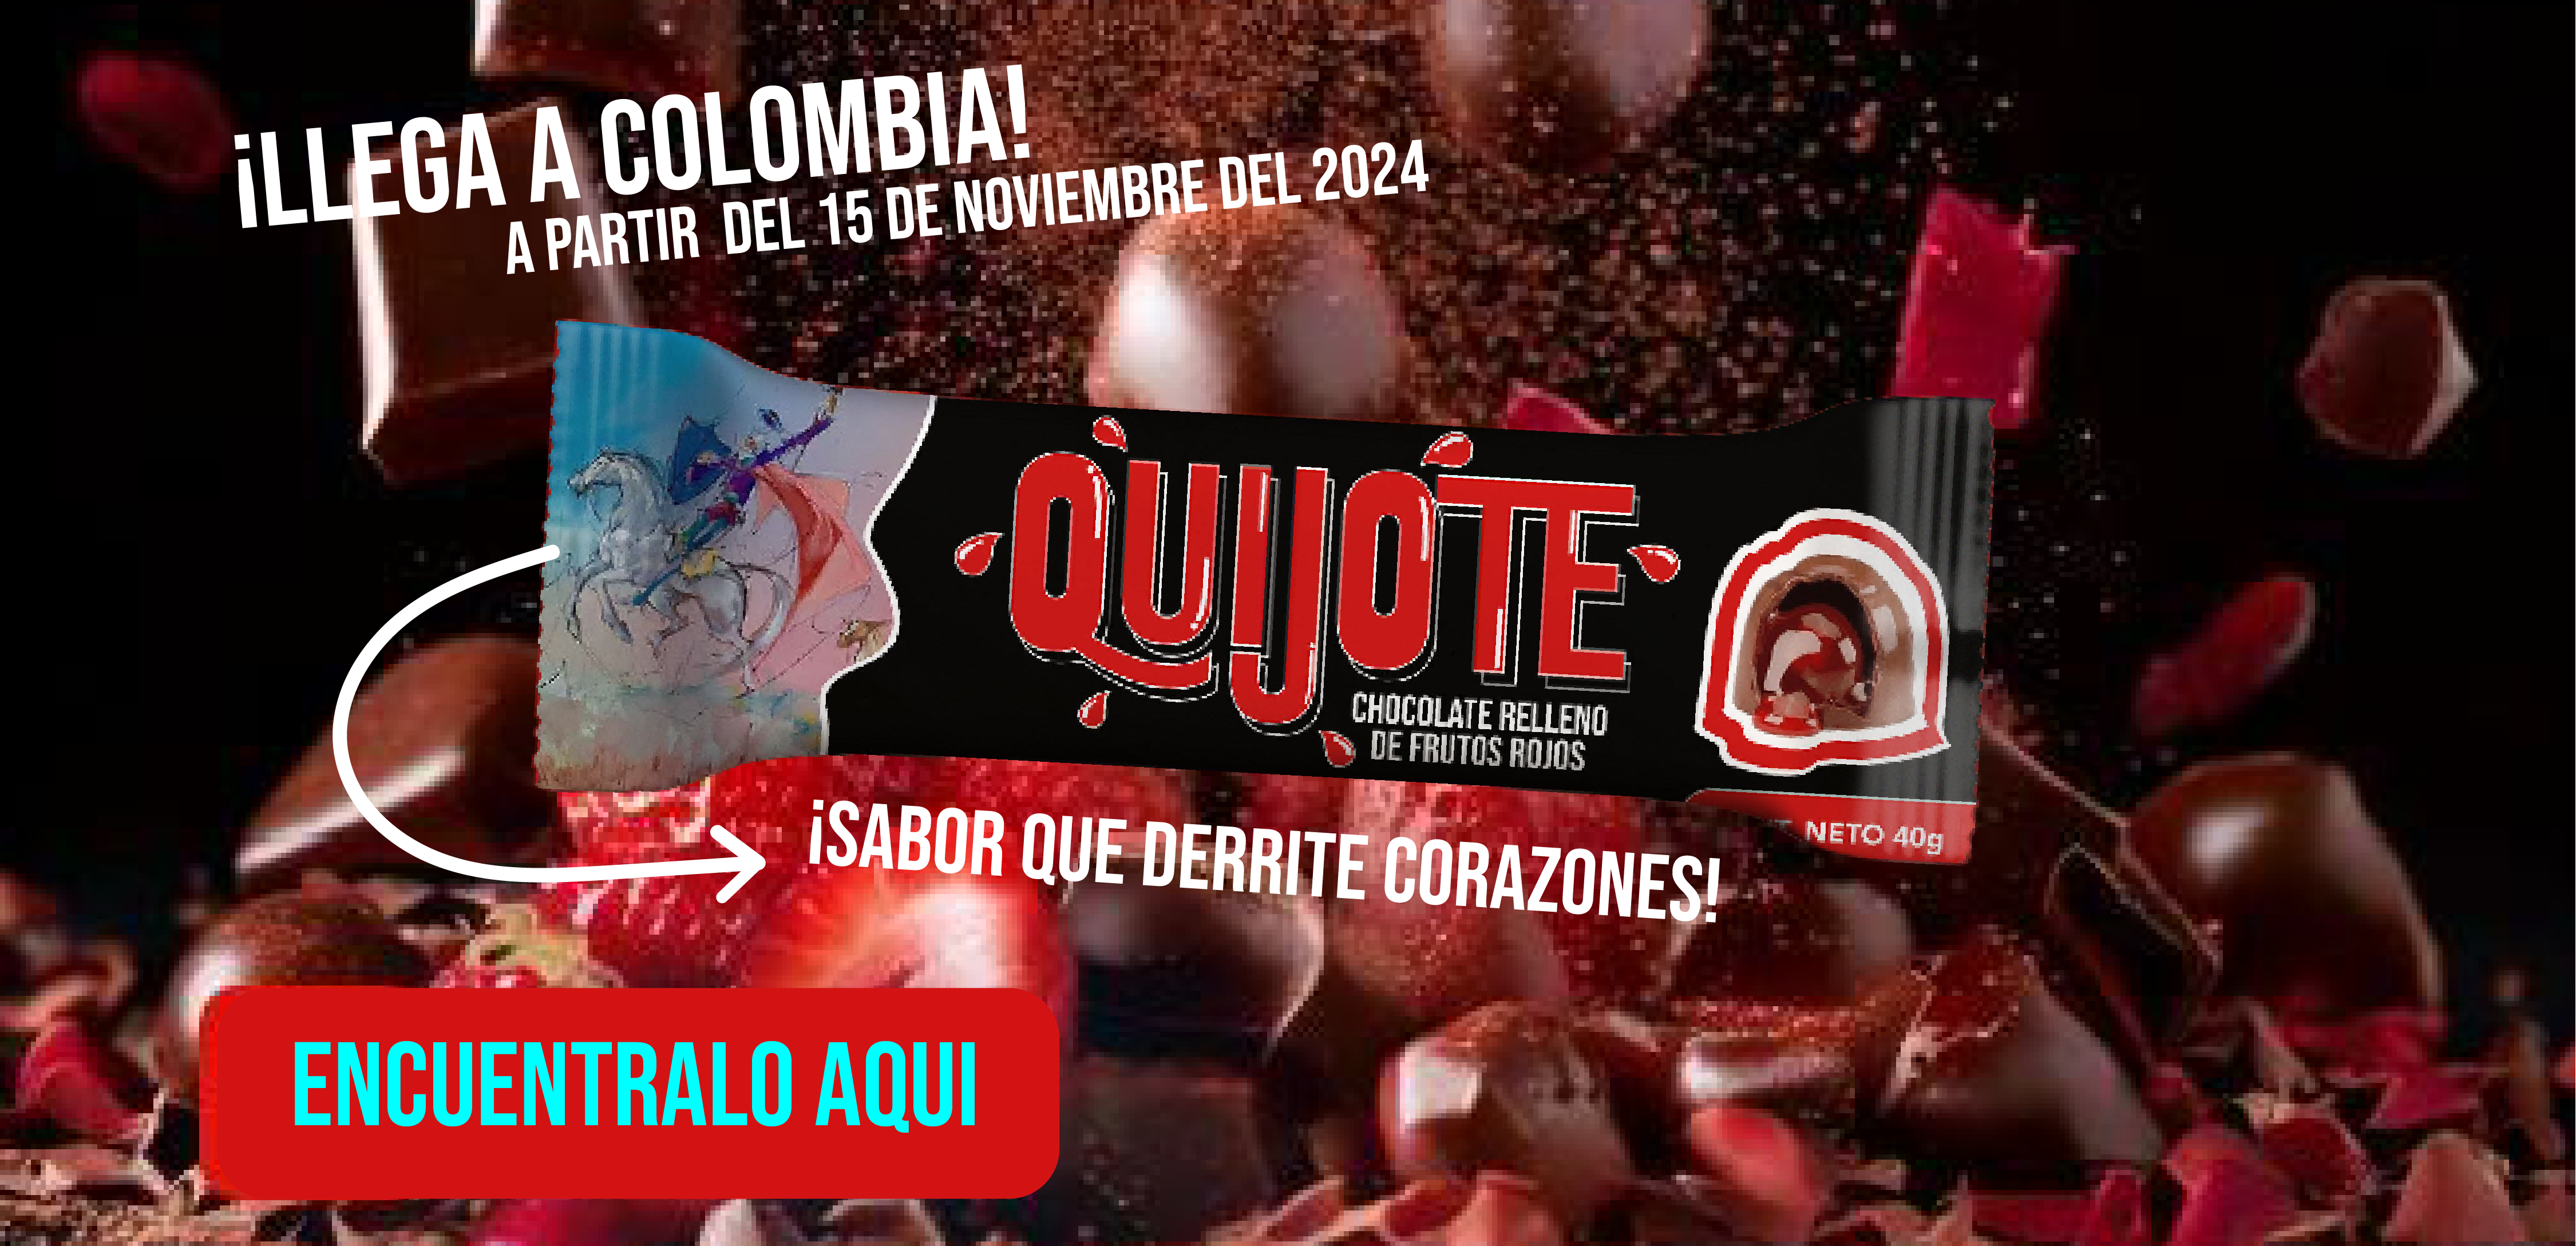 ¡LLEGA A COLOMBIA!
A PARTIR DEL 15 DE NOVIEMBRE DEL 2024
QUIJOTE
CHOCOLATE RELLENO
DE FRUTOS ROJOS
NETO 40g
¡SABOR QUE DERRITE CORAZONES!
ENCUENTRALO AQUI